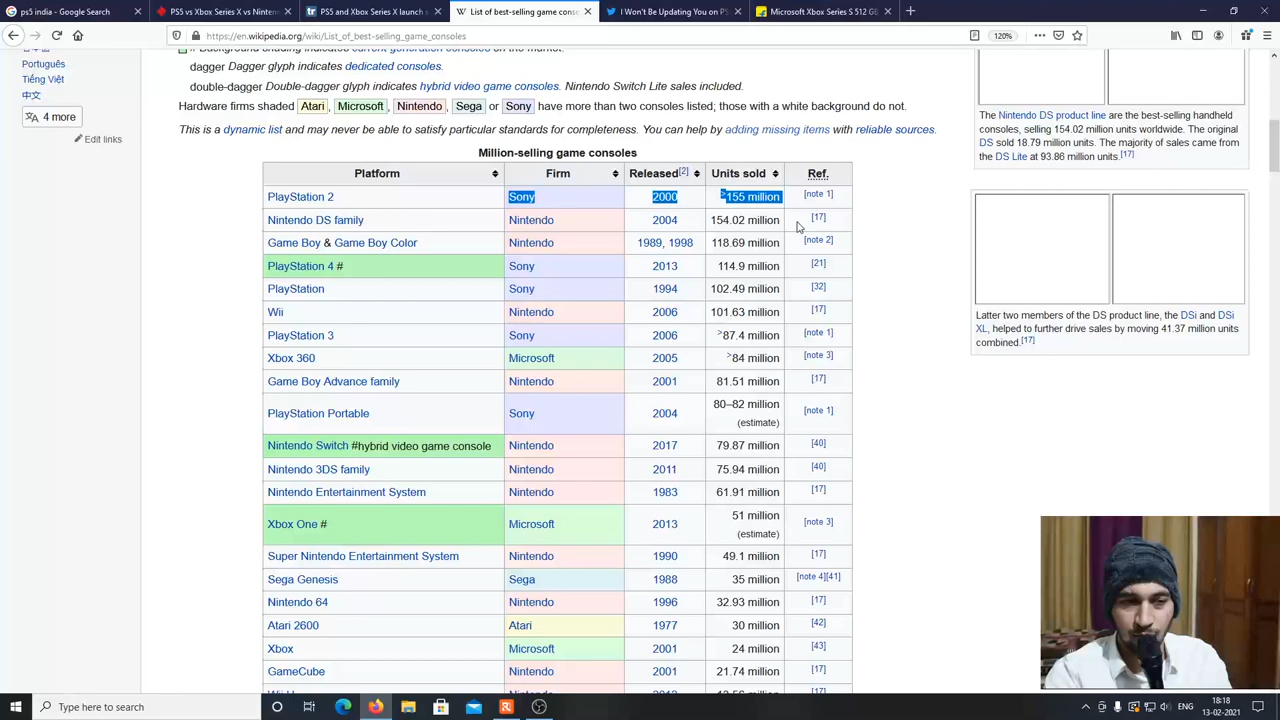 ps5 india - Google Search
PS5 vs Xbox Series X vs Ninten
PS5 and Xbox Series X launch s
List of best-selling game conso
I Won't Be Updating You on PS
Microsoft Xbox Series S 512 GB
https://en.wikipedia.org/wiki/List_of_best-selling_game_consoles
120%
Português
Tiếng Việt
中文
4 more
Edit links
# Background shading indicates current generation consoles on the market.
dagger Dagger glyph indicates dedicated consoles.
double-dagger Double-dagger glyph indicates hybrid video game consoles. Nintendo Switch Lite sales included.
Hardware firms shaded Atari, Microsoft, Nintendo, Sega or Sony have more than two consoles listed; those with a white background do not.
This is a dynamic list and may never be able to satisfy particular standards for completeness. You can help by adding missing items with reliable sources.
Million-selling game consoles
Platform Firm Released[2] Units sold Ref.
PlayStation 2 Sony 2000 >155 million [note 1]
Nintendo DS family Nintendo 2004 154.02 million [17]
Game Boy & Game Boy Color Nintendo 1989, 1998 118.69 million [note 2]
PlayStation 4 # Sony 2013 114.9 million [21]
PlayStation Sony 1994 102.49 million [32]
Wii Nintendo 2006 101.63 million [17]
PlayStation 3 Sony 2006 >87.4 million [note 1]
Xbox 360 Microsoft 2005 >84 million [note 3]
Game Boy Advance family Nintendo 2001 81.51 million [17]
PlayStation Portable Sony 2004 80–82 million (estimate) [note 1]
Nintendo Switch #hybrid video game console Nintendo 2017 79.87 million [40]
Nintendo 3DS family Nintendo 2011 75.94 million [40]
Nintendo Entertainment System Nintendo 1983 61.91 million [17]
Xbox One # Microsoft 2013 51 million (estimate) [note 3]
Super Nintendo Entertainment System Nintendo 1990 49.1 million [17]
Sega Genesis Sega 1988 35 million [note 4][41]
Nintendo 64 Nintendo 1996 32.93 million [17]
Atari 2600 Atari 1977 30 million [42]
Xbox Microsoft 2001 24 million [43]
GameCube Nintendo 2001 21.74 million [17]
The Nintendo DS product line are the best-selling handheld
consoles, selling 154.02 million units worldwide. The original
DS sold 18.79 million units. The majority of sales came from
the DS Lite at 93.86 million units.[17]
Latter two members of the DS product line, the DSi and DSi
XL, helped to further drive sales by moving 41.37 million units
combined.[17]
Type here to search
18:18
13-02-2021